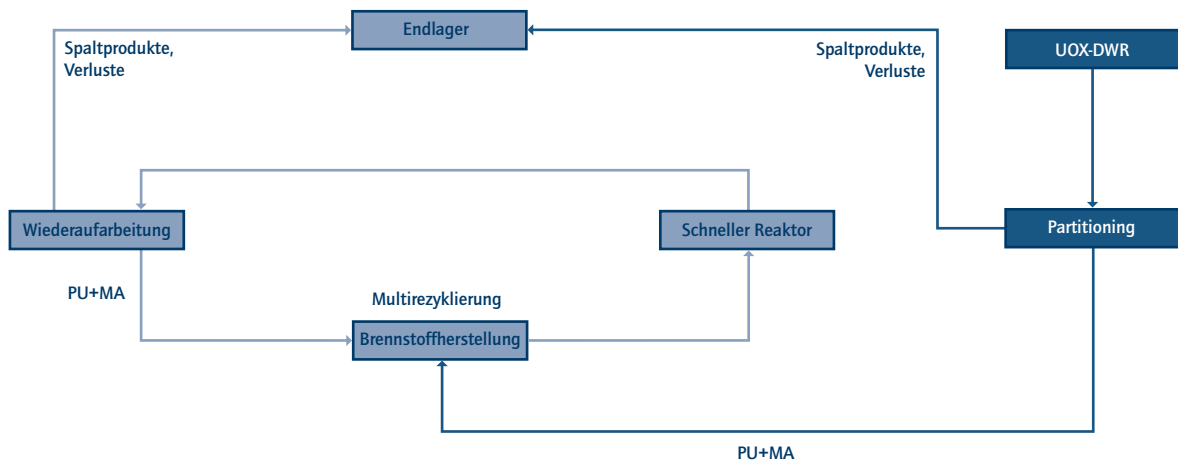 Endlager
Spaltprodukte,
Verluste
Spaltprodukte,
Verluste
UOX-DWR
Wiederaufarbeitung
Schneller Reaktor
Partitioning
PU+MA
Multirezyklierung
Brennstoffherstellung
PU+MA